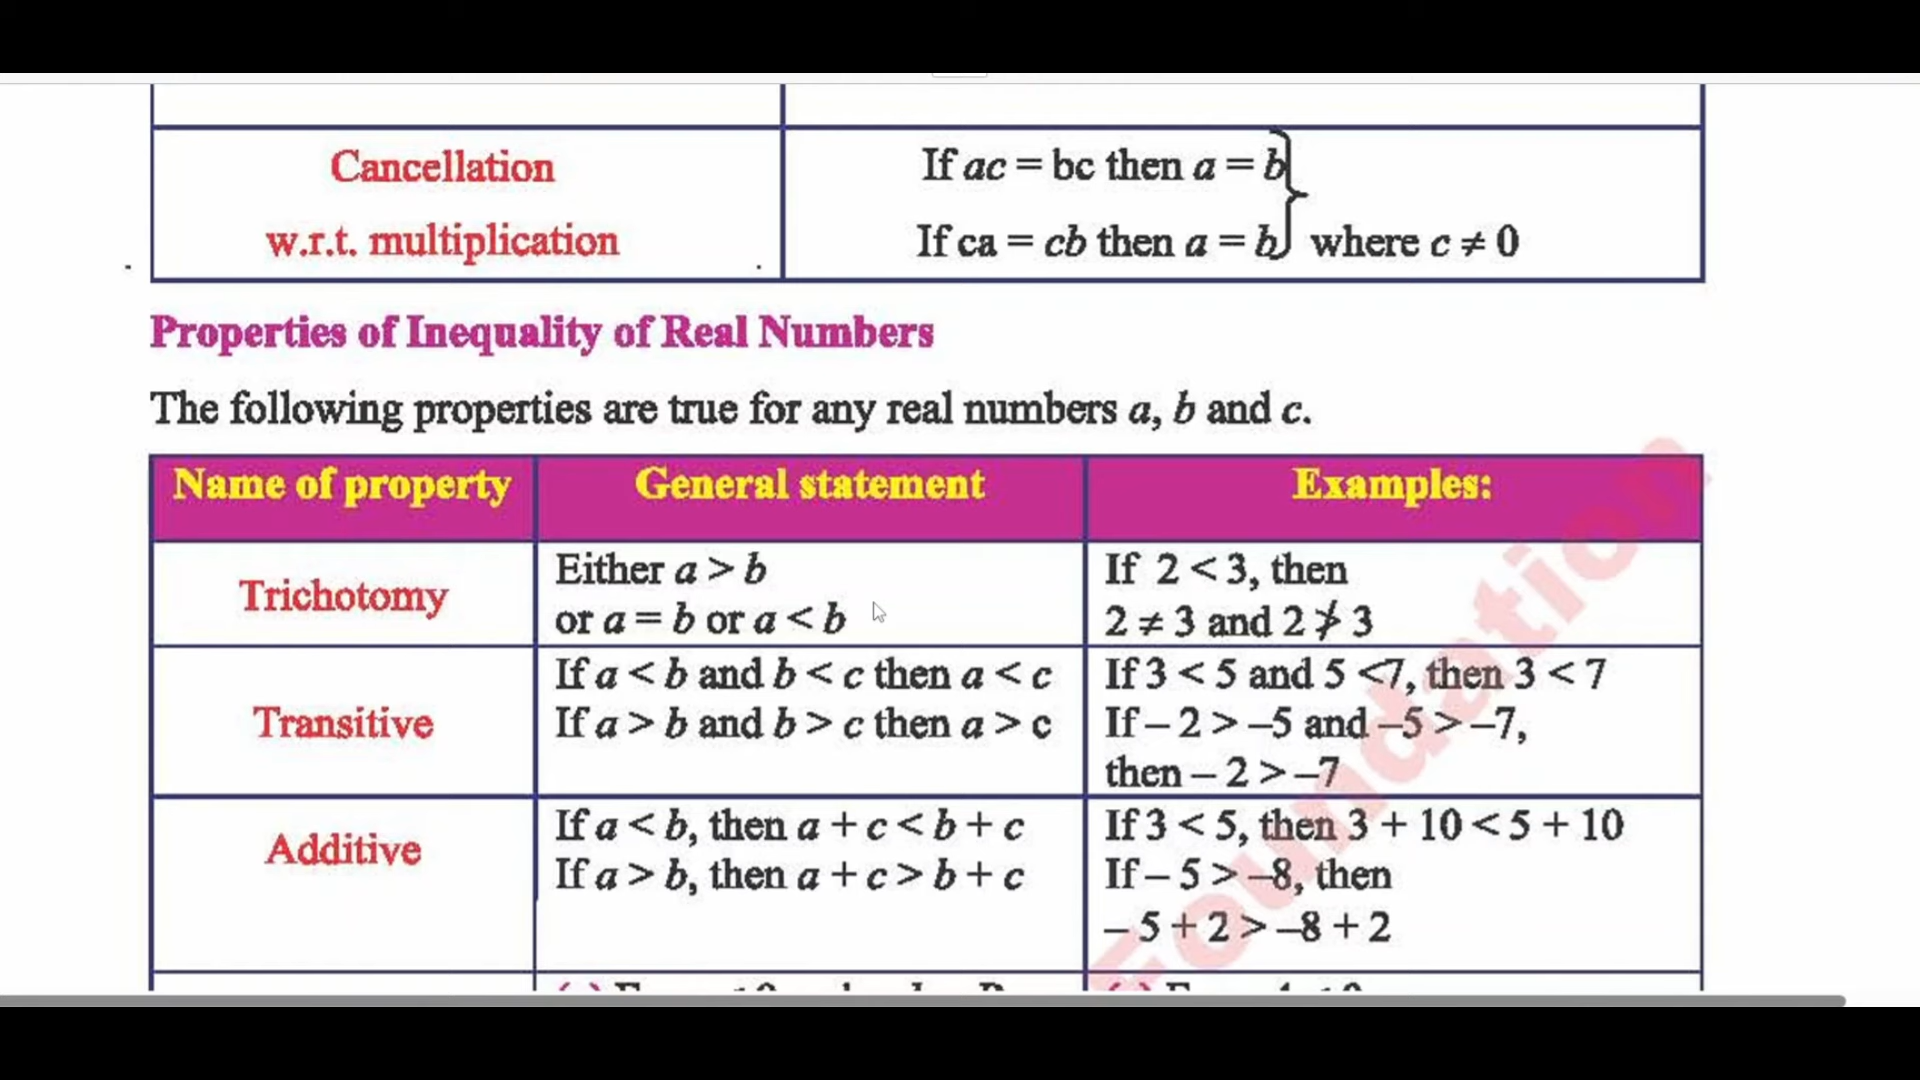 Cancellation
w.r.t. multiplication
If ac = bc then a = b
If ca = cb then a = b where c ≠ 0
Properties of Inequality of Real Numbers
The following properties are true for any real numbers a, b and c.
Name of property
General statement
Examples:
Trichotomy
Either a > b
or a = b or a < b
If 2 < 3, then
2 ≠ 3 and 2 ≯ 3
Transitive
If a < b and b < c then a < c
If a > b and b > c then a > c
If 3 < 5 and 5 <7, then 3 < 7
If – 2 > –5 and –5 > –7,
then – 2 > –7
Additive
If a < b, then a + c < b + c
If a > b, then a + c > b + c
If 3 < 5, then 3 + 10 < 5 + 10
If – 5 > –8, then
– 5 + 2 > –8 + 2
Foundation